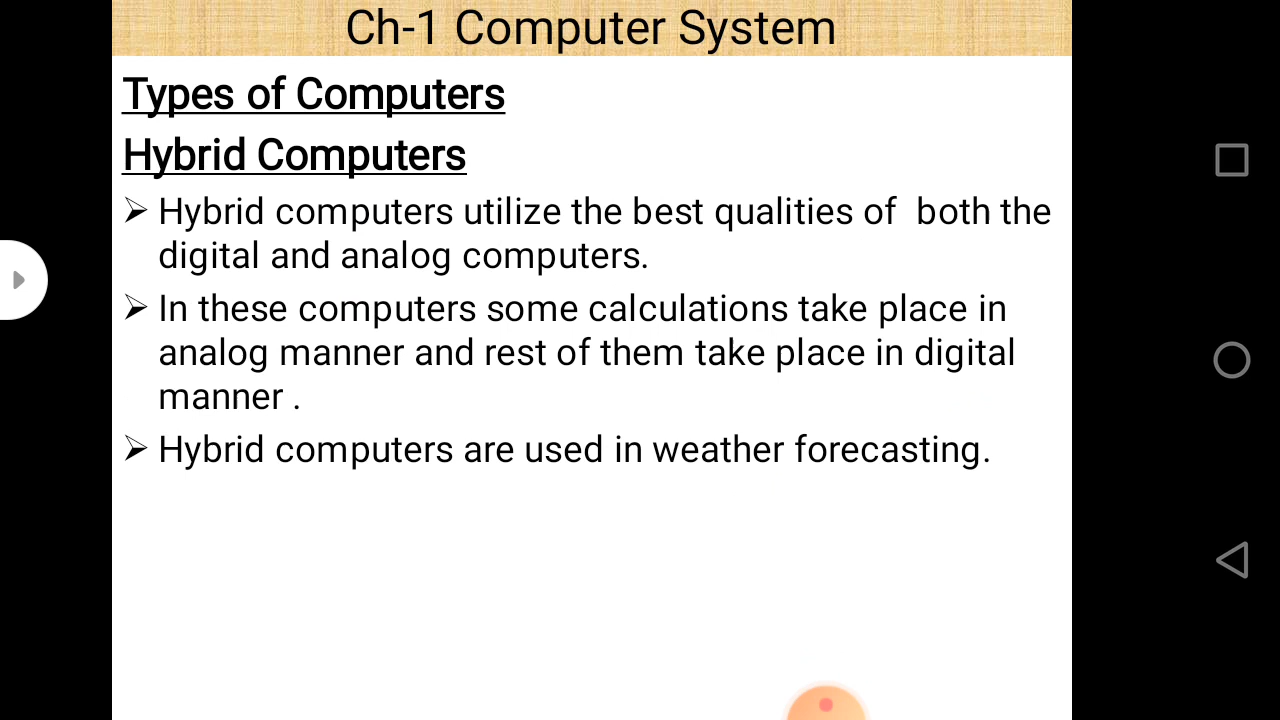 Ch-1 Computer System
Types of Computers
Hybrid Computers
➢ Hybrid computers utilize the best qualities of  both the
digital and analog computers.
➢ In these computers some calculations take place in
analog manner and rest of them take place in digital
manner .
➢ Hybrid computers are used in weather forecasting.